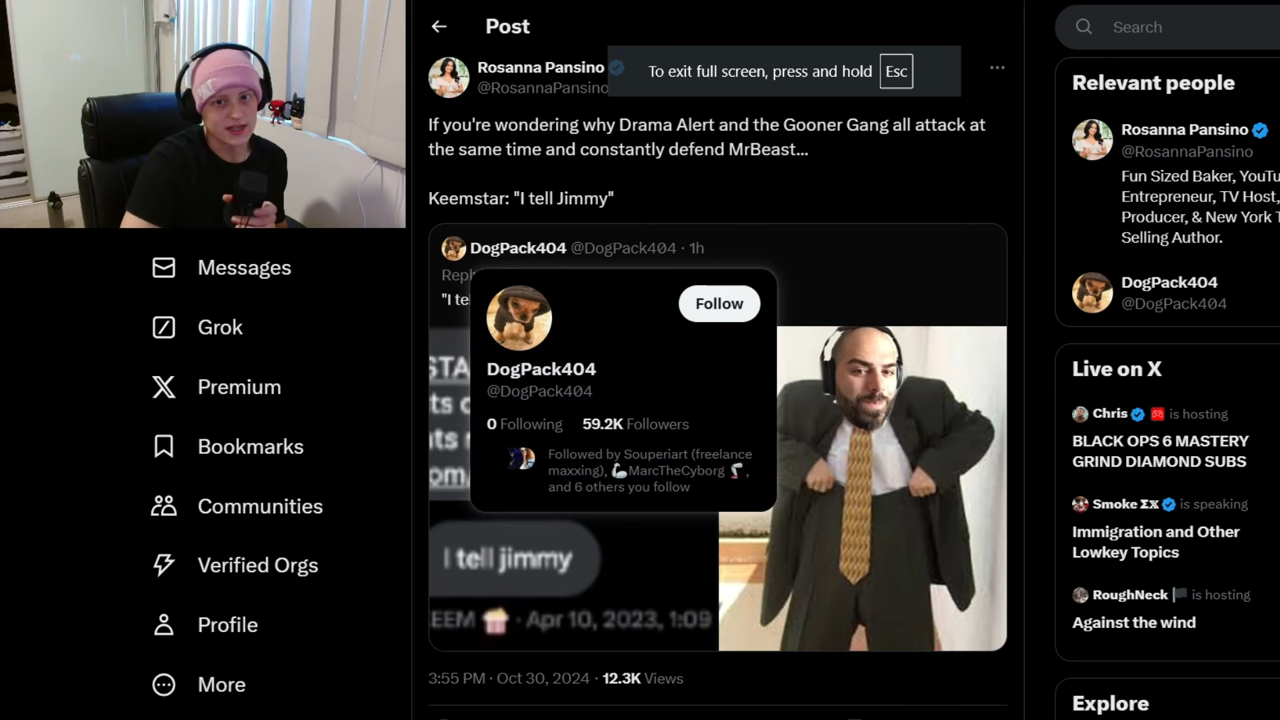 Post
Rosanna Pansino
@RosannaPansino
To exit full screen, press and hold Esc
If you're wondering why Drama Alert and the Gooner Gang all attack at
the same time and constantly defend MrBeast...
Keemstar: "I tell Jimmy"
DogPack404 @DogPack404 · 1h
Repl
"I te
Follow
DogPack404
@DogPack404
0 Following 59.2K Followers
Followed by Souperiart (freelance
maxxing), 🦾MarcTheCyborg 🦿,
and 6 others you follow
STA
ts
om,
I tell jimmy
EEM 🍿 · Apr 10, 2023, 1:09
3:55 PM · Oct 30, 2024 · 12.3K Views
Messages
Grok
Premium
Bookmarks
Communities
Verified Orgs
Profile
More
Search
Relevant people
Rosanna Pansino
@RosannaPansino
Fun Sized Baker, YouTu
Entrepreneur, TV Host,
Producer, & New York T
Selling Author.
DogPack404
@DogPack404
Live on X
Chris is hosting
BLACK OPS 6 MASTERY
GRIND DIAMOND SUBS
Smoke ΣX is speaking
Immigration and Other
Lowkey Topics
RoughNeck 🏴 is hosting
Against the wind
Explore